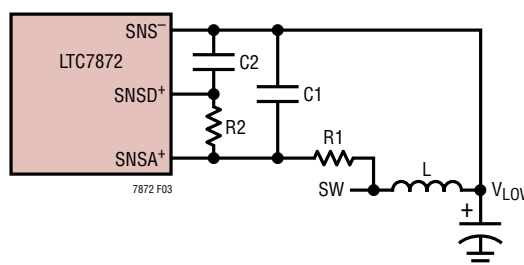 SNS–
LTC7872
C2
SNSD+
C1
R2
R1
SNSA+
7872 F03
SW
L
VLOW
+